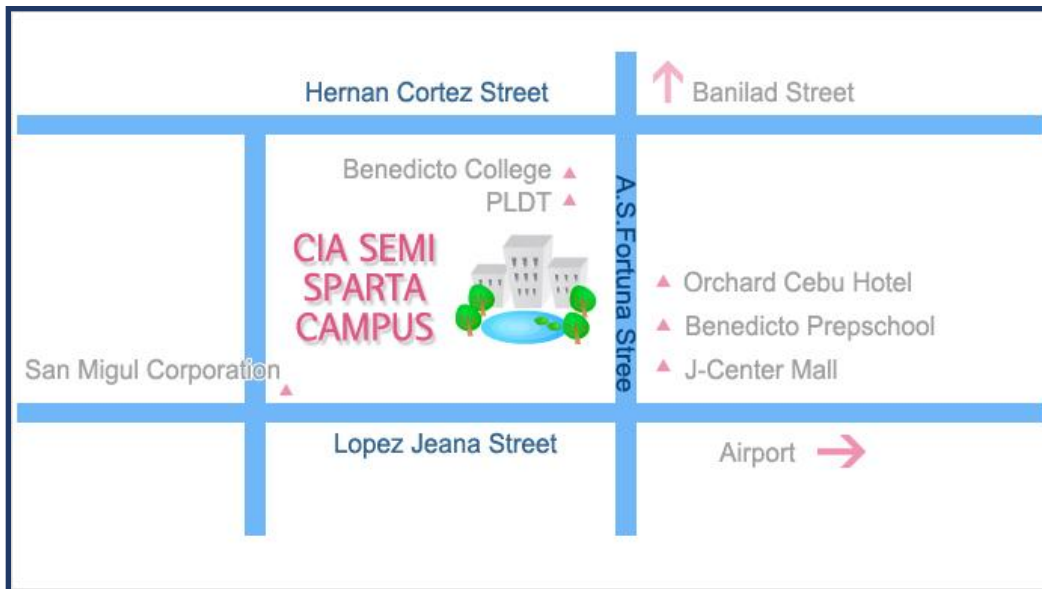 Hernan Cortez Street
Banilad Street
Benedicto College
PLDT
A.S.Fortuna Stree
CIA SEMI
SPARTA
CAMPUS
Orchard Cebu Hotel
Benedicto Prepschool
J-Center Mall
San Migul Corporation
Lopez Jeana Street
Airport